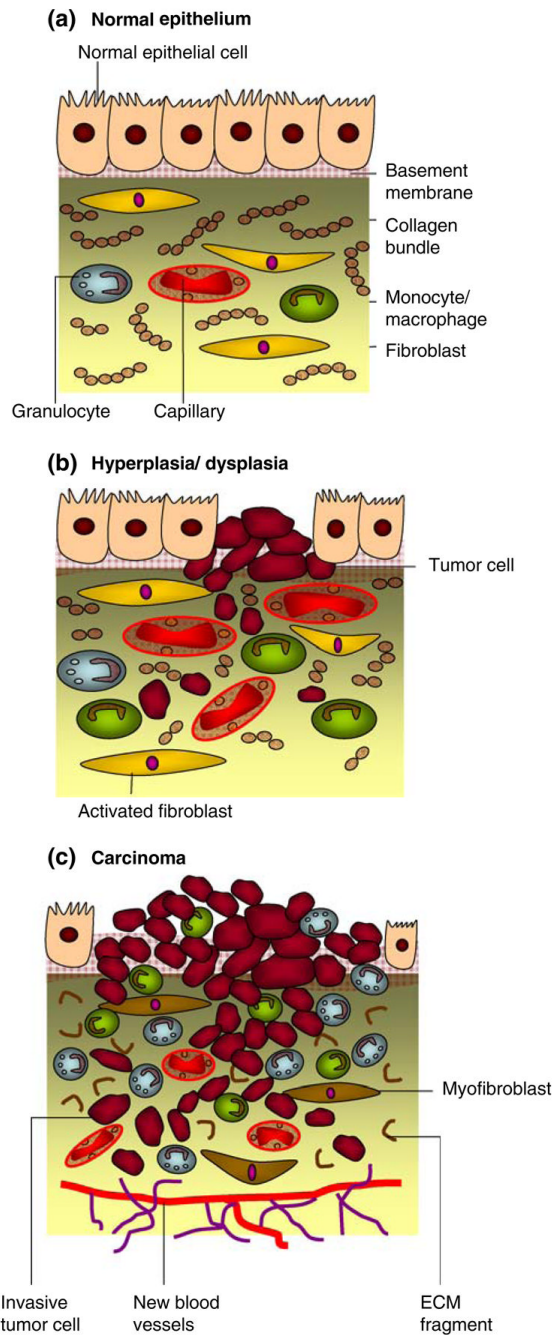 (a) Normal epithelium
Normal epithelial cell
Basement
membrane
Collagen
bundle
Monocyte/
macrophage
Fibroblast
Granulocyte
Capillary
(b) Hyperplasia/ dysplasia
Tumor cell
Activated fibroblast
(c) Carcinoma
Myofibroblast
Invasive
tumor cell
New blood
vessels
ECM
fragment